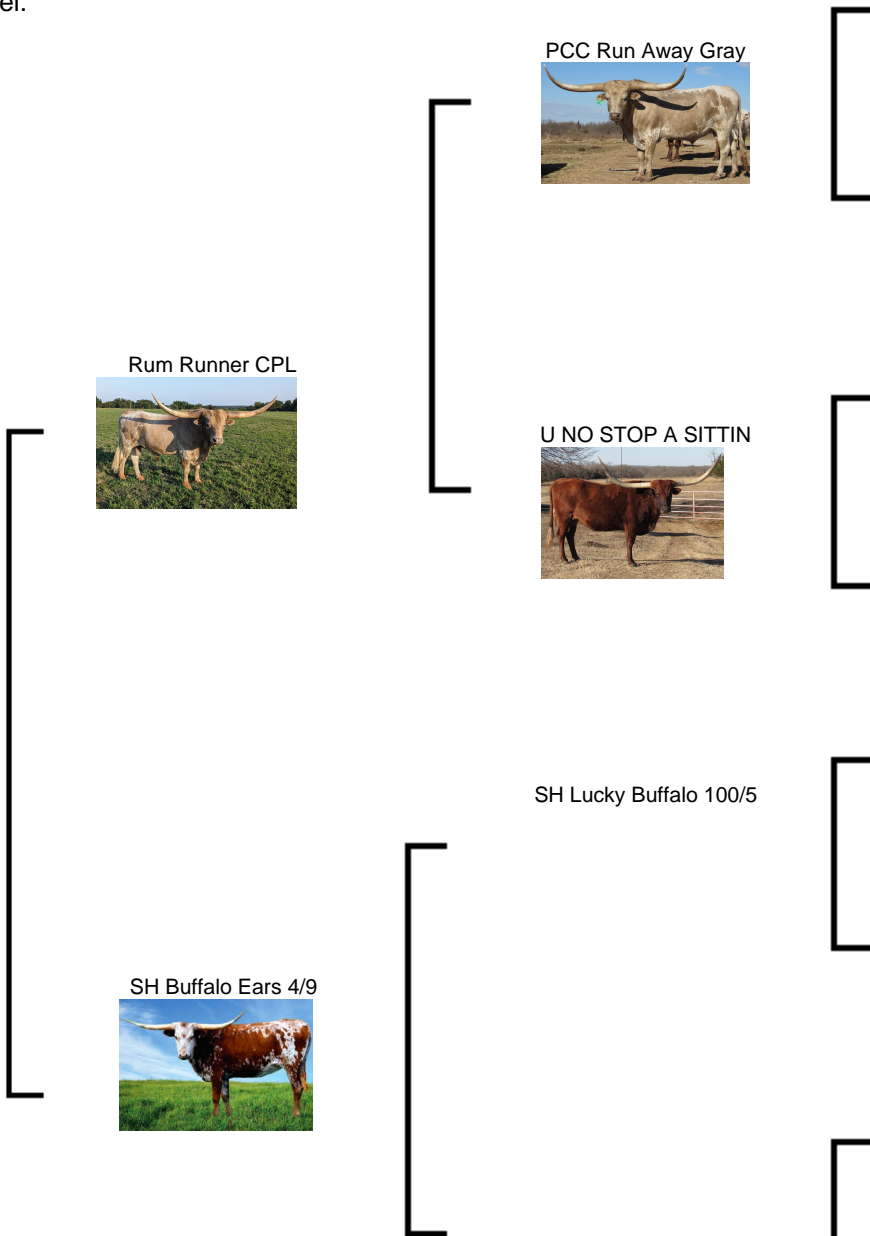 PCC Run Away Gray
Rum Runner CPL
U NO STOP A SITTIN
SH Lucky Buffalo 100/5
SH Buffalo Ears 4/9